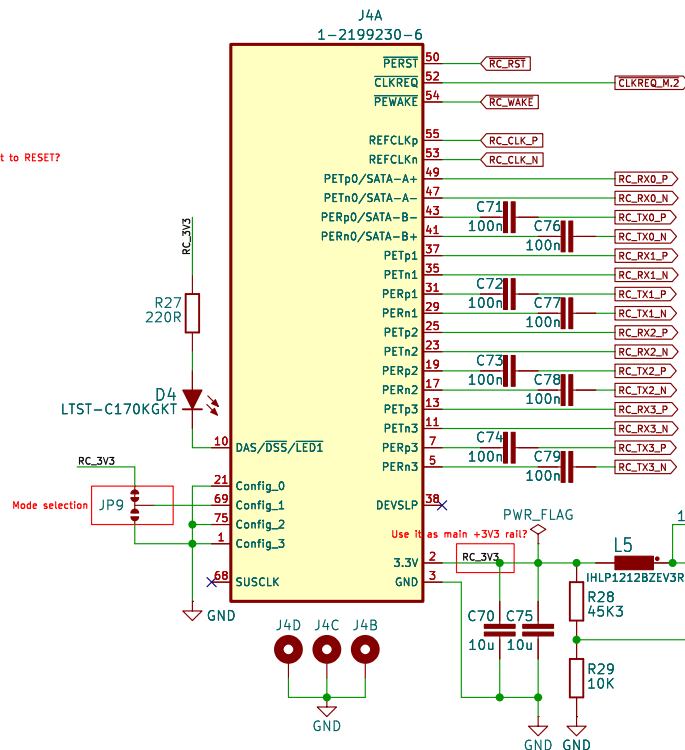 J4A
1-2199230-6
PERST 50 RC_RST
CLKREQ 52 CLKREQ_M.2
PEWAKE 54 RC_WAKE
REFCLKp 55 RC_CLK_P
t to RESET?
REFCLKn 53 RC_CLK_N
PETp0/SATA-A+ 49 RC_RX0_P
PETn0/SATA-A- 47 RC_RX0_N
PERp0/SATA-B- 43 C71 100n RC_TX0_P
RC_3V3
PERn0/SATA-B+ 41 C76 100n RC_TX0_N
PETp1 37 RC_RX1_P
PETn1 35 RC_RX1_N
PERp1 31 C72 100n RC_TX1_P
R27
220R
PERn1 29 C77 100n RC_TX1_N
PETp2 25 RC_RX2_P
PETn2 23 RC_RX2_N
PERp2 19 C73 100n RC_TX2_P
D4
LTST-C170KGKT
PERn2 17 C78 100n RC_TX2_N
PETp3 13 RC_RX3_P
PETn3 11 RC_RX3_N
10 DAS/DSS/LED1
PERp3 7 C74 100n RC_TX3_P
RC_3V3
PERn3 5 C79 100n RC_TX3_N
21 Config_0
Mode selection JP9
69 Config_1
DEVSLP 38
75 Config_2
1 Config_3
PWR_FLAG
1
Use it as main +3V3 rail?
3.3V 2 RC_3V3
L5
IHLP1212BZEV3R
68 SUSCLK
GND 3
GND
R28
45K3
C70
10u
C75
10u
J4D J4C J4B
R29
10K
GND
GND GND